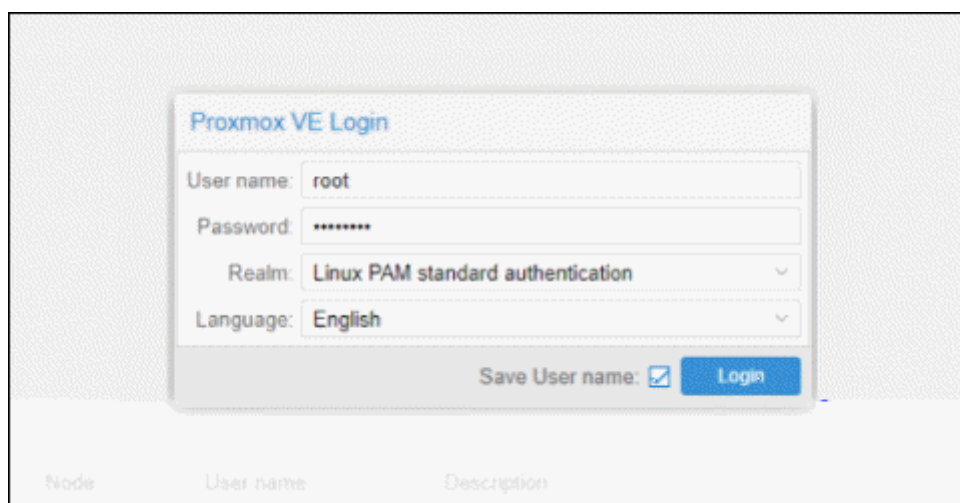 Proxmox VE Login
User name: root
Password: ••••••••
Realm: Linux PAM standard authentication
Language: English
Save User name: Login
Node User name Description